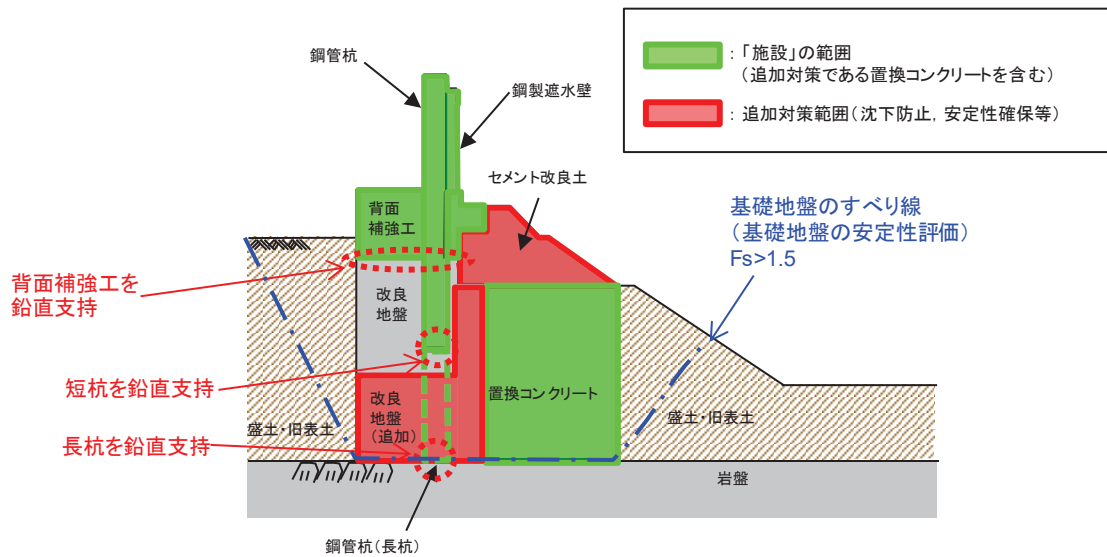 鋼管杭
鋼製遮水壁
:「施設」の範囲
(追加対策である置換コンクリートを含む)
: 追加対策範囲(沈下防止,安定性確保等)
セメント改良土
基礎地盤のすべり線
(基礎地盤の安定性評価)
Fs>1.5
背面
補強工
背面補強工を
鉛直支持
改良
地盤
短杭を鉛直支持
改良
地盤
(追加)
置換コンクリート
盛土・旧表土
盛土・旧表土
長杭を鉛直支持
岩盤
鋼管杭(長杭)